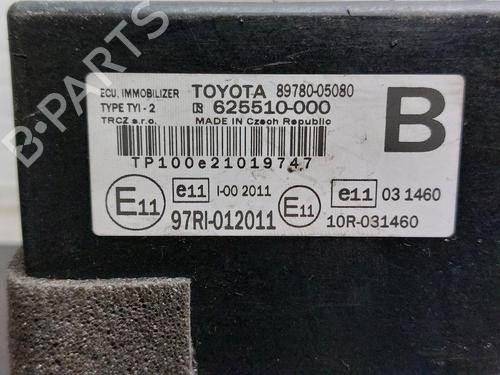 B-PARTS
ECU, IMMOBILIZER TOYOTA 89780-05080
TYPE TYI-2 R 625510-000
TRCZ s.r.o. MADE IN Czech Republic
B
TP100e21019747
E11 e11 I-00 2011 E11 e11 03 1460
97RI-012011 10R-031460